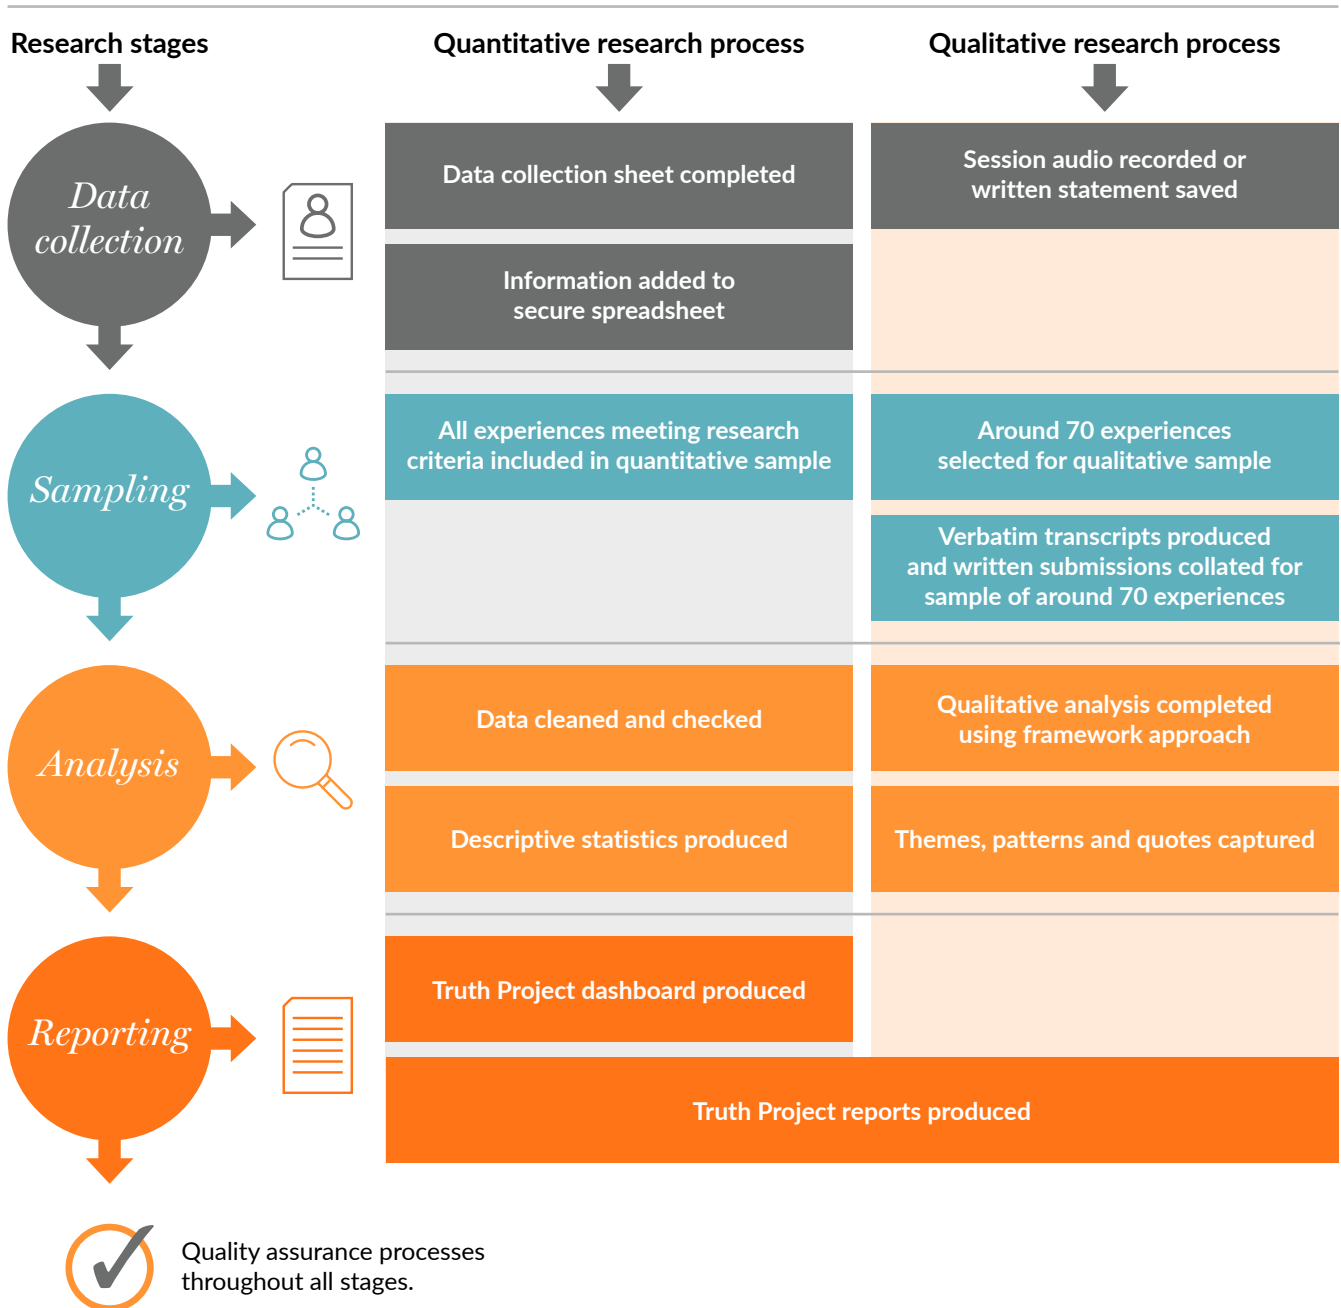 Research stages
Quantitative research process
Qualitative research process
Data
collection
Data collection sheet completed
Session audio recorded or
written statement saved
Information added to
secure spreadsheet
Sampling
All experiences meeting research
criteria included in quantitative sample
Around 70 experiences
selected for qualitative sample
Verbatim transcripts produced
and written submissions collated for
sample of around 70 experiences
Analysis
Data cleaned and checked
Qualitative analysis completed
using framework approach
Descriptive statistics produced
Themes, patterns and quotes captured
Reporting
Truth Project dashboard produced
Truth Project reports produced
Quality assurance processes
throughout all stages.